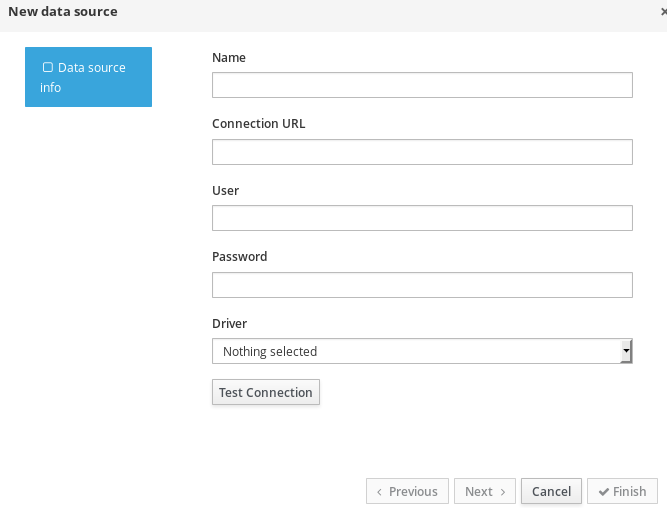 New data source
Data source
info
Name
Connection URL
User
Password
Driver
Nothing selected
Test Connection
Previous Next Cancel Finish